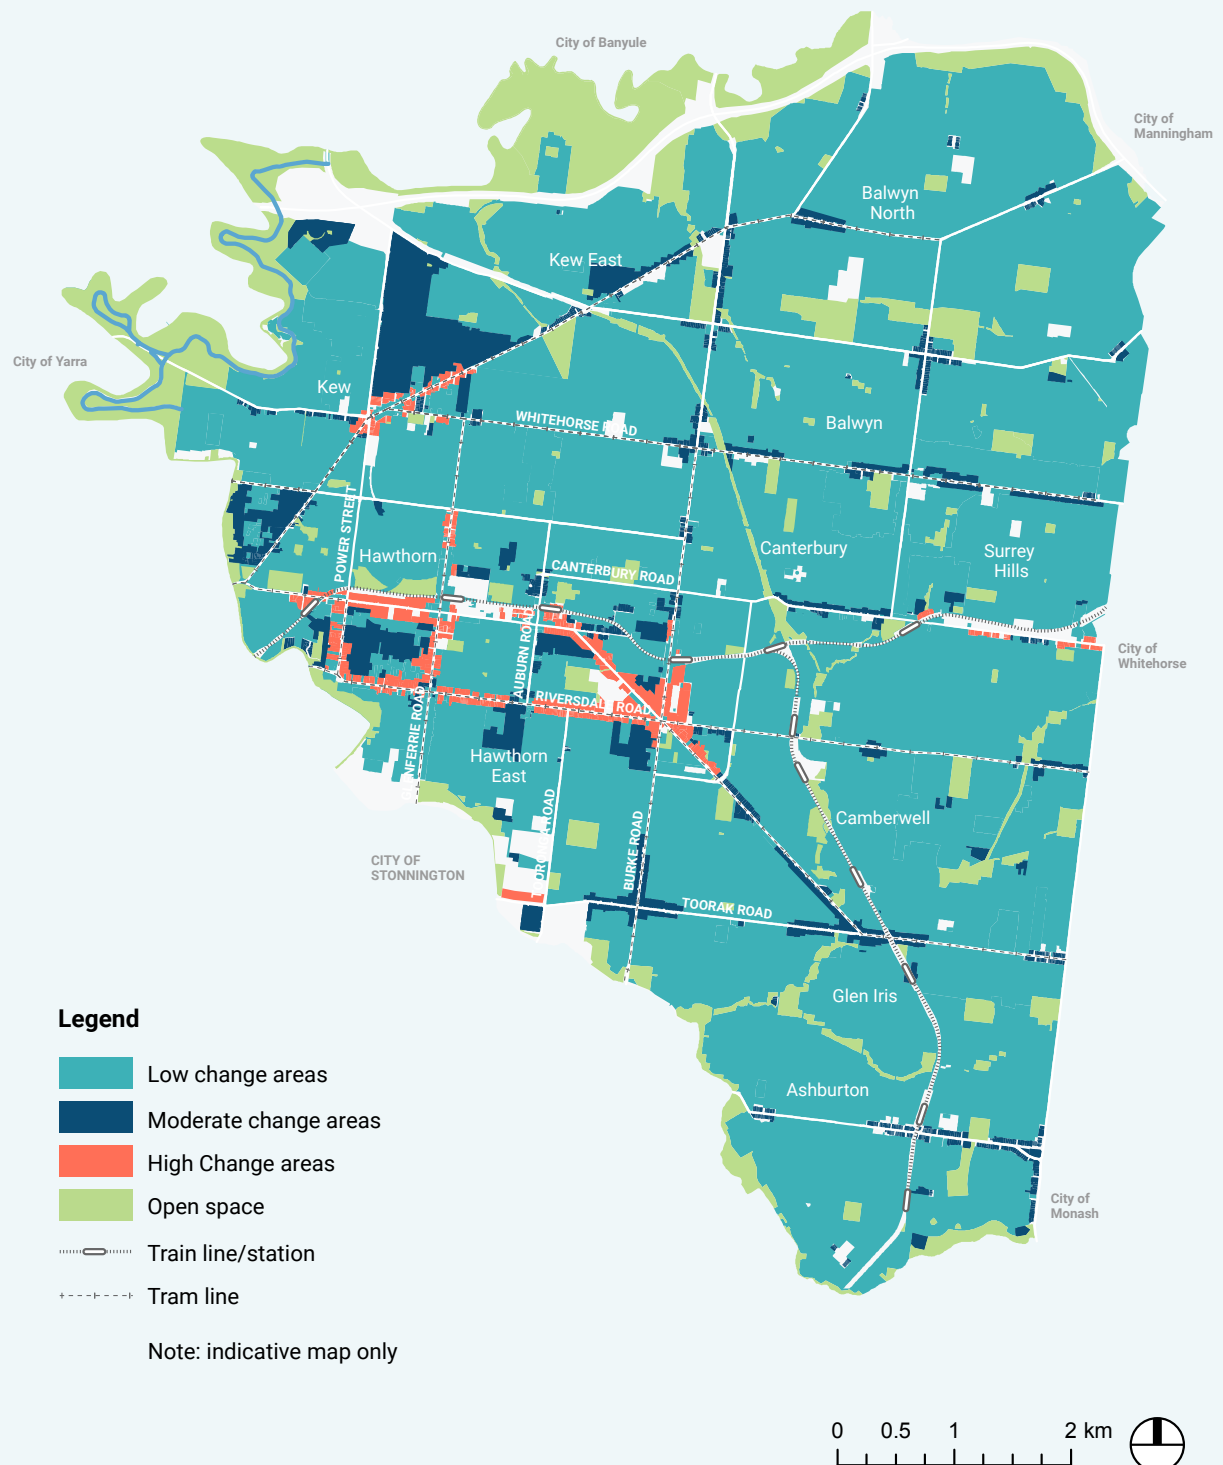 City of Banyule
City of
Manningham
Balwyn
North
Kew East
City of Yarra
Kew
WHITEHORSE ROAD
Balwyn
POWER STREET
Hawthorn
Canterbury
Surrey
Hills
CANTERBURY ROAD
AUBURN ROAD
City of
Whitehorse
RIVERSDALE ROAD
GLENFERRIE ROAD
Hawthorn
East
TOORONGA ROAD
BURKE ROAD
Camberwell
CITY OF
STONNINGTON
TOORAK ROAD
Glen Iris
Ashburton
City of
Monash
Legend
Low change areas
Moderate change areas
High Change areas
Open space
Train line/station
Tram line
Note: indicative map only
0 0.5 1 2 km